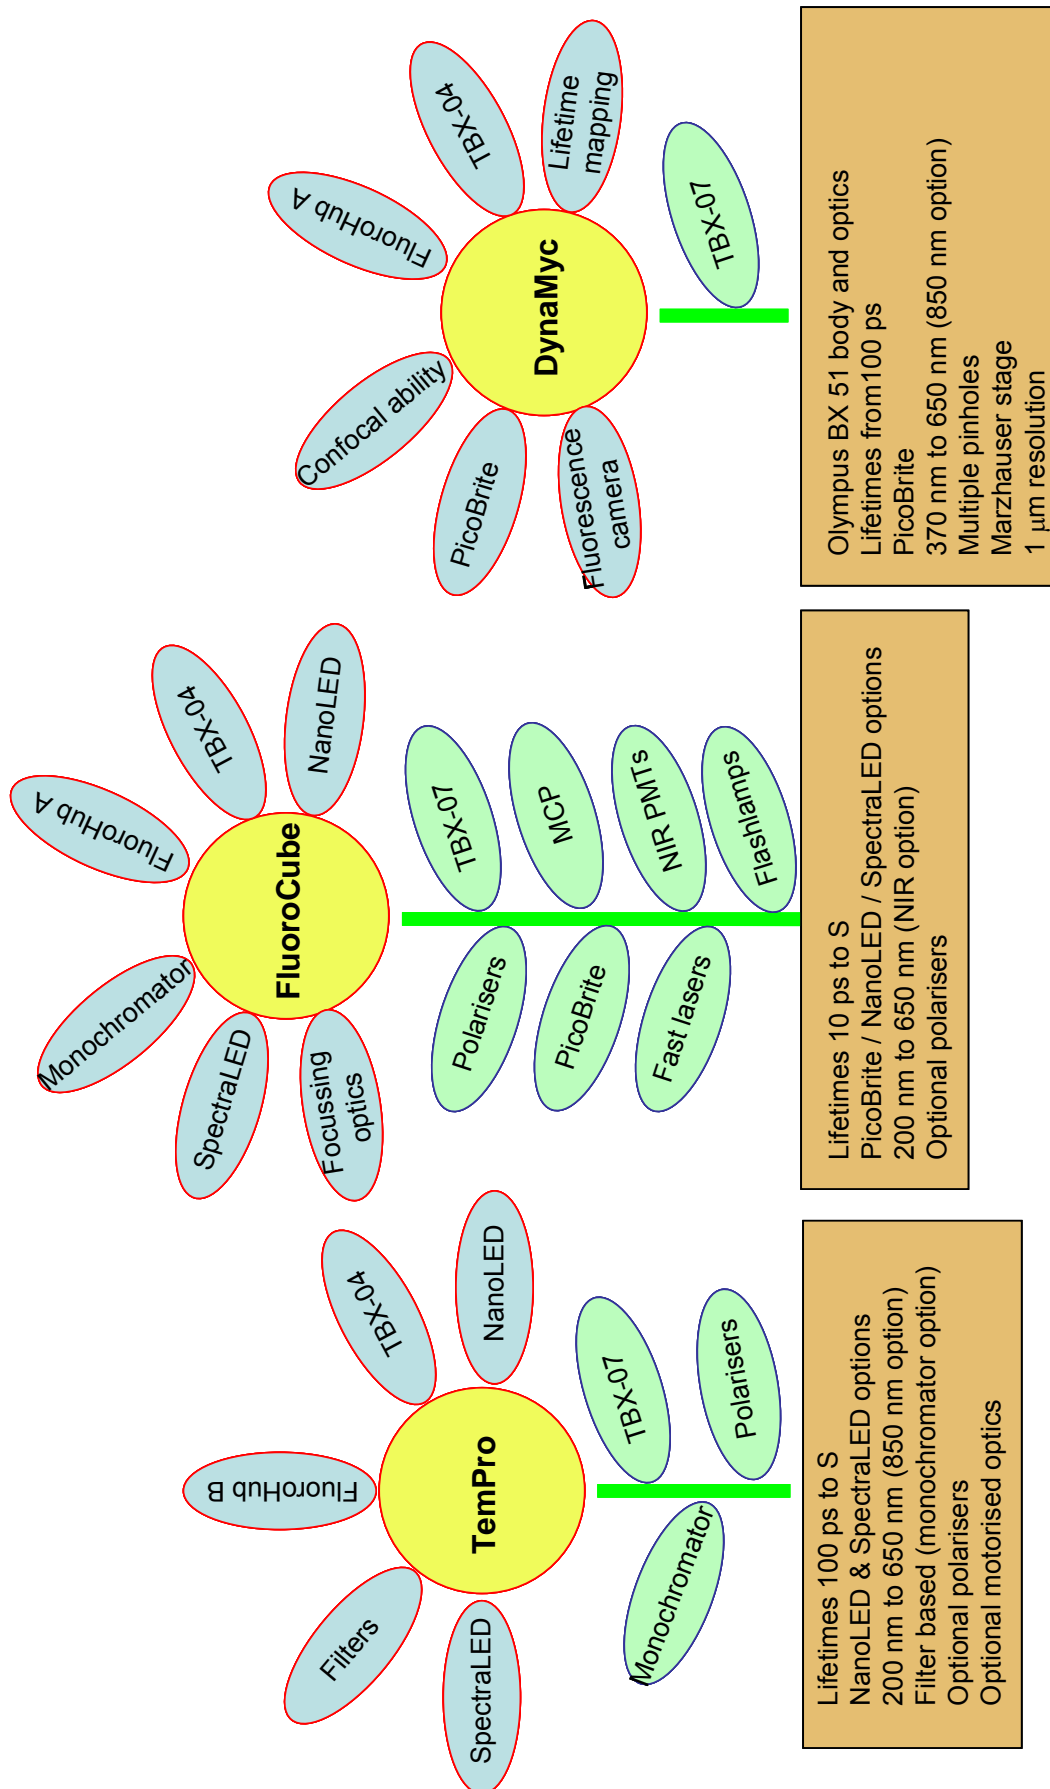 TemPro
SpectraLED
Filters
FluoroHub B
TBX-04
NanoLED
Monochromator
TBX-07
Polarisers
Lifetimes 100 ps to S
NanoLED & SpectraLED options
200 nm to 650 nm (850 nm option)
Filter based (monochromator option)
Optional polarisers
Optional motorised optics
FluoroCube
Focussing
optics
SpectraLED
Monochromator
FluoroHub A
TBX-04
NanoLED
Polarisers
PicoBrite
Fast lasers
TBX-07
MCP
NIR PMTs
Flashlamps
Lifetimes 10 ps to S
PicoBrite / NanoLED / SpectraLED options
200 nm to 650 nm (NIR option)
Optional polarisers
DynaMyc
Fluorescence
camera
PicoBrite
Confocal ability
FluoroHub A
TBX-04
Lifetime
mapping
TBX-07
Olympus BX 51 body and optics
Lifetimes from100 ps
PicoBrite
370 nm to 650 nm (850 nm option)
Multiple pinholes
Marzhauser stage
1 µm resolution